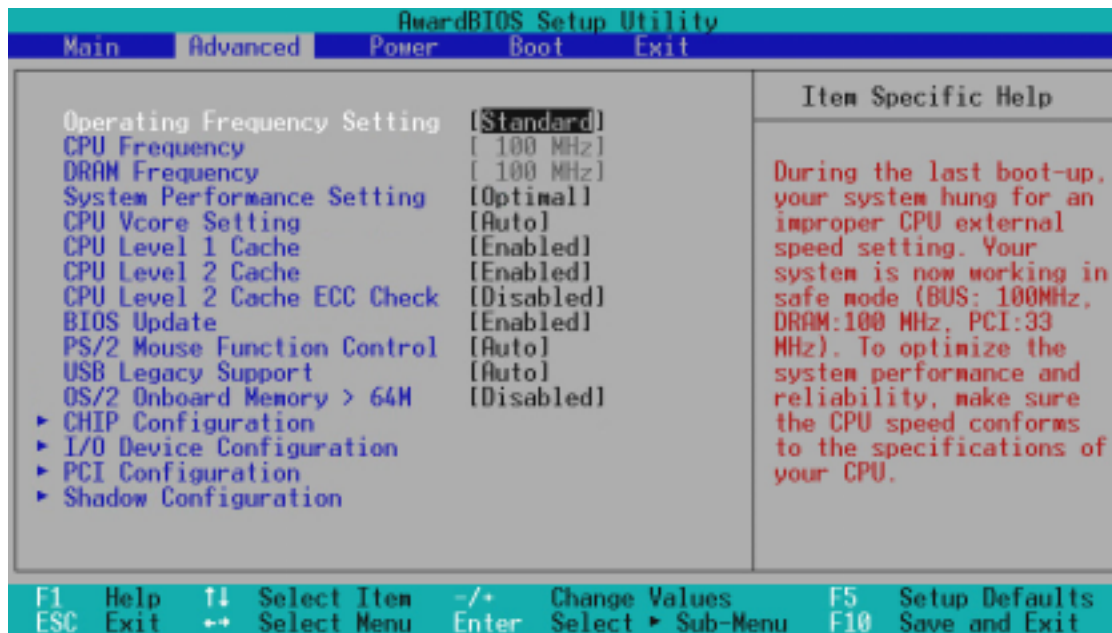 AwardBIOS Setup Utility
Main Advanced Power Boot Exit
Operating Frequency Setting [Standard]
CPU Frequency [ 100 MHz]
DRAM Frequency [ 100 MHz]
System Performance Setting [Optimal]
CPU Vcore Setting [Auto]
CPU Level 1 Cache [Enabled]
CPU Level 2 Cache [Enabled]
CPU Level 2 Cache ECC Check [Disabled]
BIOS Update [Enabled]
PS/2 Mouse Function Control [Auto]
USB Legacy Support [Auto]
OS/2 Onboard Memory > 64M [Disabled]
► CHIP Configuration
► I/O Device Configuration
► PCI Configuration
► Shadow Configuration
Item Specific Help
During the last boot-up,
your system hung for an
improper CPU external
speed setting. Your
system is now working in
safe mode (BUS: 100MHz,
DRAM:100 MHz, PCI:33
MHz). To optimize the
system performance and
reliability, make sure
the CPU speed conforms
to the specifications of
your CPU.
F1 Help ↑↓ Select Item -/+ Change Values F5 Setup Defaults
ESC Exit ←→ Select Menu Enter Select ► Sub-Menu F10 Save and Exit